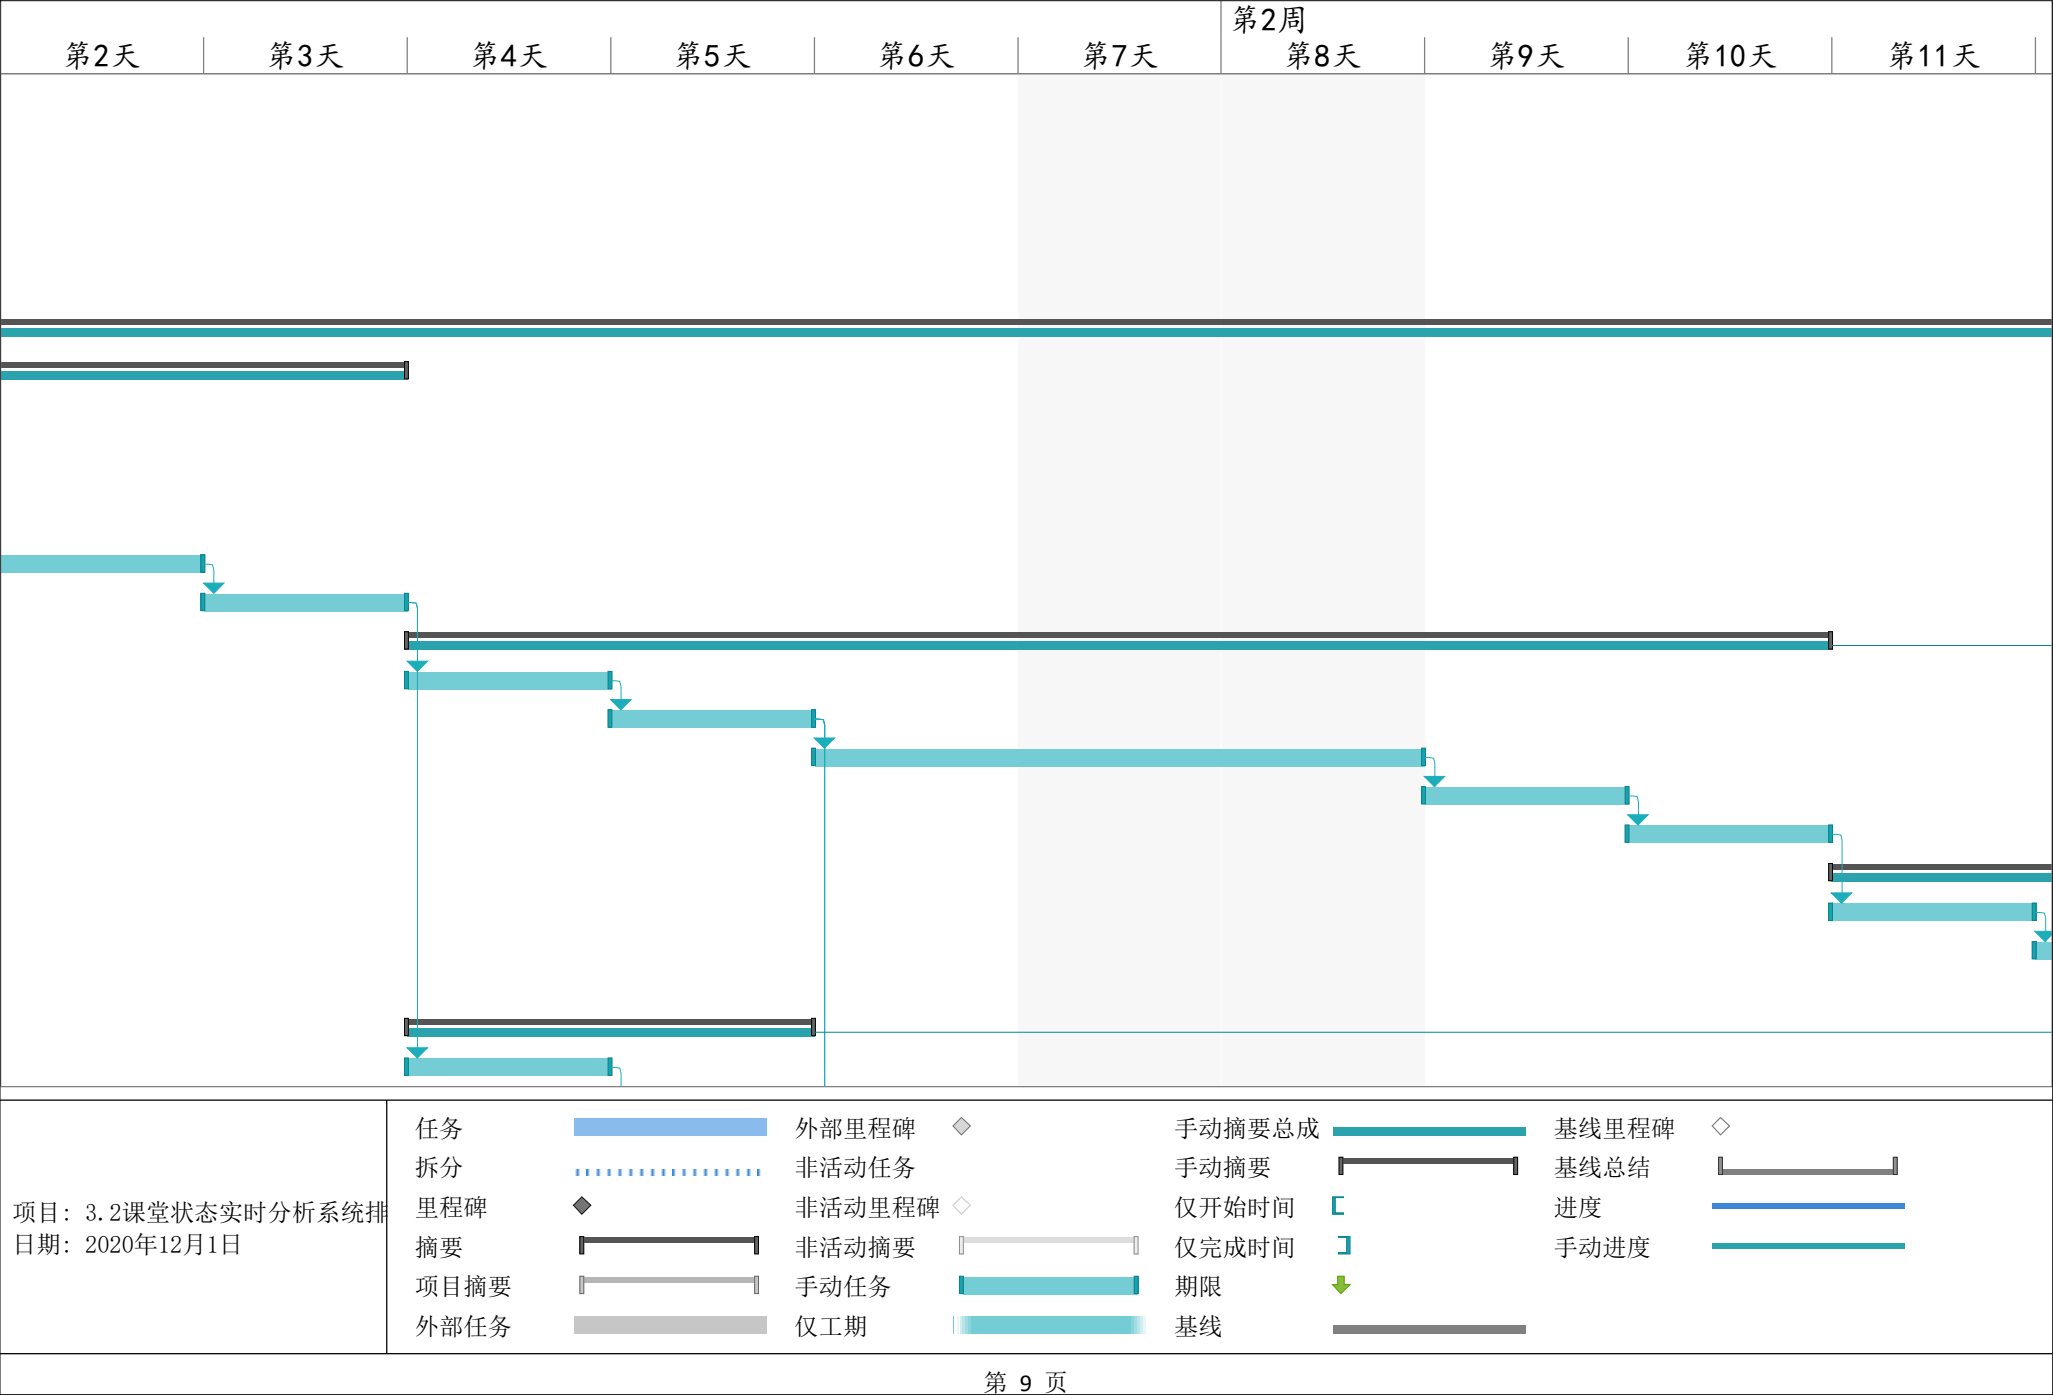 第2周
第2天 第3天 第4天 第5天 第6天 第7天 第8天 第9天 第10天 第11天
项目: 3.2课堂状态实时分析系统排
日期: 2020年12月1日
任务
拆分
里程碑
摘要
项目摘要
外部任务
外部里程碑
非活动任务
非活动里程碑
非活动摘要
手动任务
仅工期
手动摘要总成
手动摘要
仅开始时间
仅完成时间
期限
基线
基线里程碑
基线总结
进度
手动进度
第 9 页